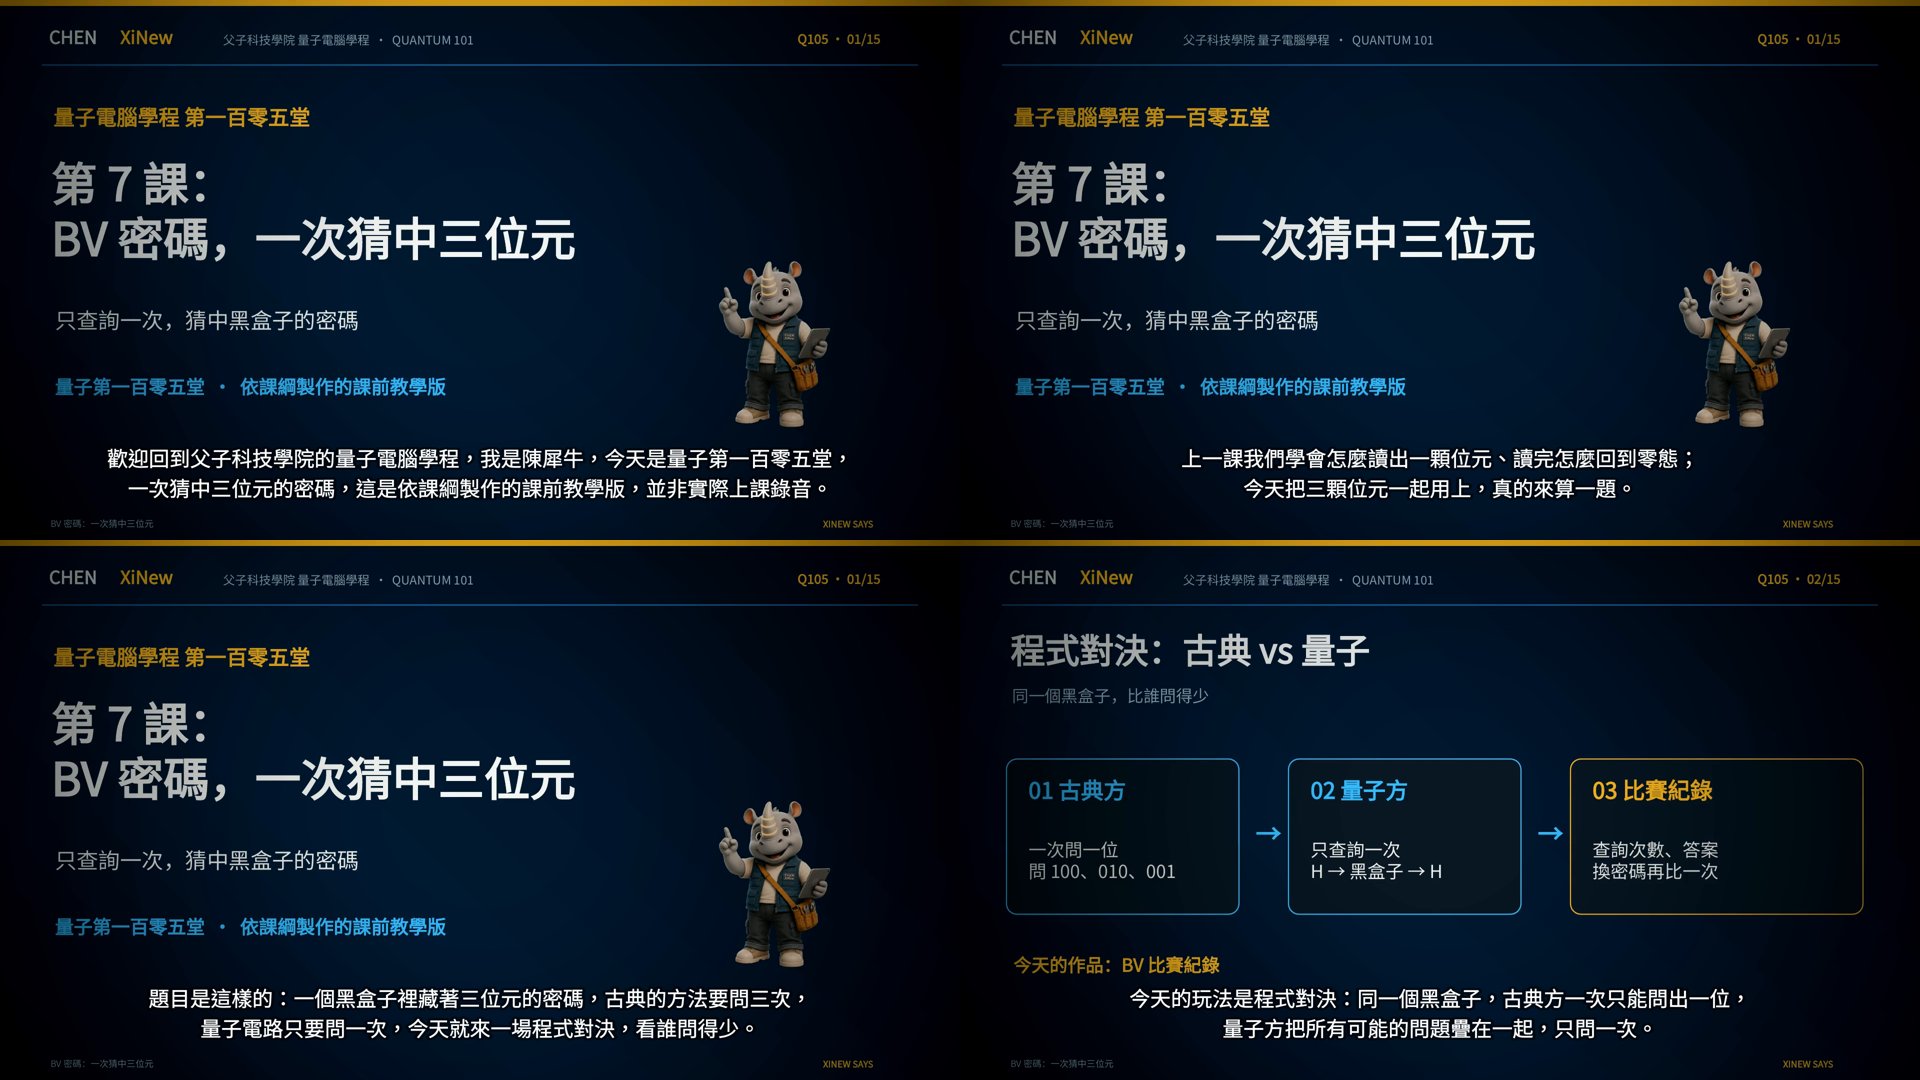 CHEN XiNew 父子科技學院 量子電腦學程 · QUANTUM 101 Q105 · 01/15
量子電腦學程 第一百零五堂
第 7 課：
BV 密碼，一次猜中三位元
只查詢一次，猜中黑盒子的密碼
量子第一百零五堂 · 依課綱製作的課前教學版
歡迎回到父子科技學院的量子電腦學程，我是陳犀牛，今天是量子第一百零五堂，
一次猜中三位元的密碼，這是依課綱製作的課前教學版，並非實際上課錄音。
BV 密碼：一次猜中三位元 XINEW SAYS
CHEN XiNew 父子科技學院 量子電腦學程 · QUANTUM 101 Q105 · 01/15
量子電腦學程 第一百零五堂
第 7 課：
BV 密碼，一次猜中三位元
只查詢一次，猜中黑盒子的密碼
量子第一百零五堂 · 依課綱製作的課前教學版
上一課我們學會怎麼讀出一顆位元、讀完怎麼回到零態；
今天把三顆位元一起用上，真的來算一題。
BV 密碼：一次猜中三位元 XINEW SAYS
CHEN XiNew 父子科技學院 量子電腦學程 · QUANTUM 101 Q105 · 01/15
量子電腦學程 第一百零五堂
第 7 課：
BV 密碼，一次猜中三位元
只查詢一次，猜中黑盒子的密碼
量子第一百零五堂 · 依課綱製作的課前教學版
題目是這樣的：一個黑盒子裡藏著三位元的密碼，古典的方法要問三次，
量子電路只要問一次，今天就來一場程式對決，看誰問得少。
BV 密碼：一次猜中三位元 XINEW SAYS
CHEN XiNew 父子科技學院 量子電腦學程 · QUANTUM 101 Q105 · 02/15
程式對決：古典 vs 量子
同一個黑盒子，比誰問得少
01 古典方
一次問一位
問 100、010、001
→
02 量子方
只查詢一次
H → 黑盒子 → H
→
03 比賽紀錄
查詢次數、答案
換密碼再比一次
今天的作品：BV 比賽紀錄
今天的玩法是程式對決：同一個黑盒子，古典方一次只能問出一位，
量子方把所有可能的問題疊在一起，只問一次。
BV 密碼：一次猜中三位元 XINEW SAYS